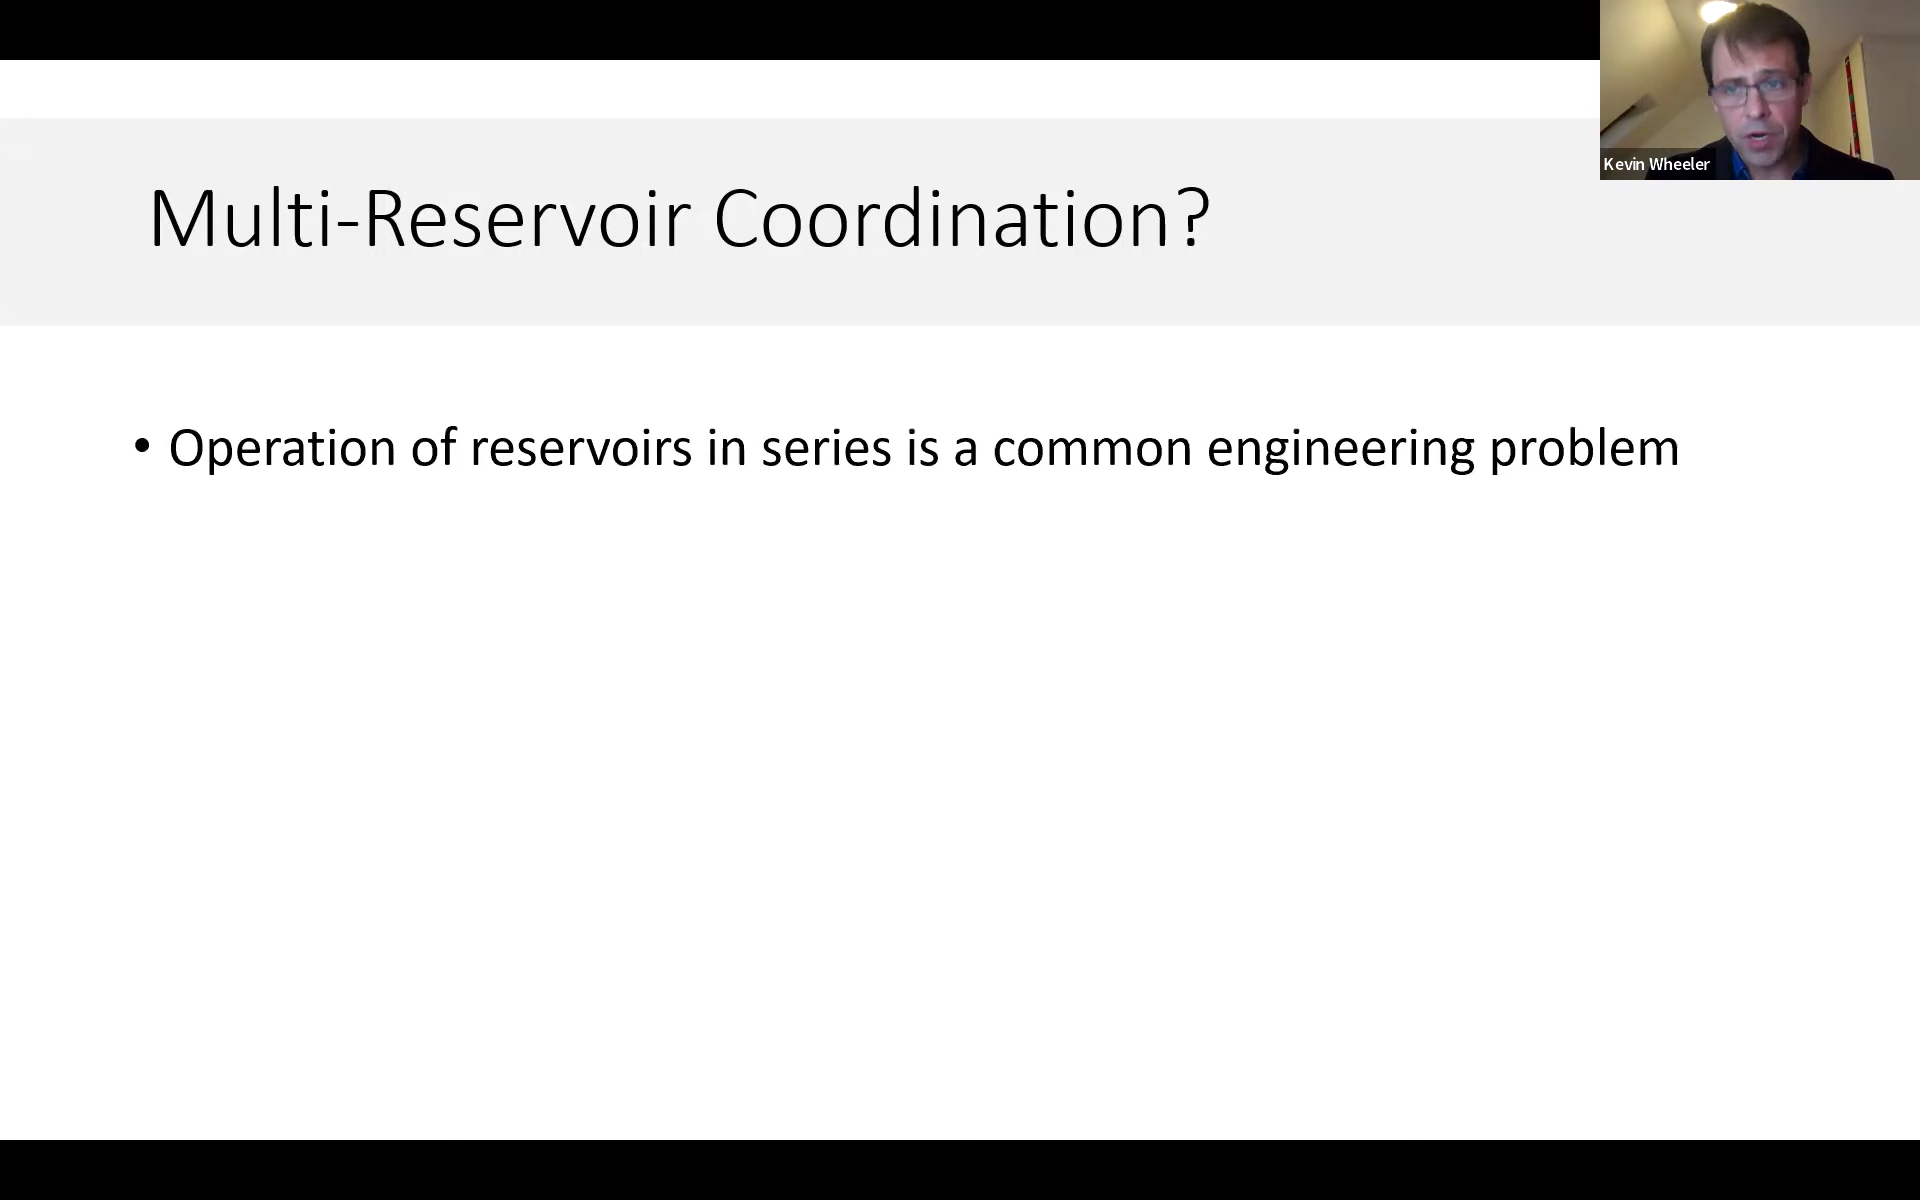 Kevin Wheeler
Multi-Reservoir Coordination?
• Operation of reservoirs in series is a common engineering problem